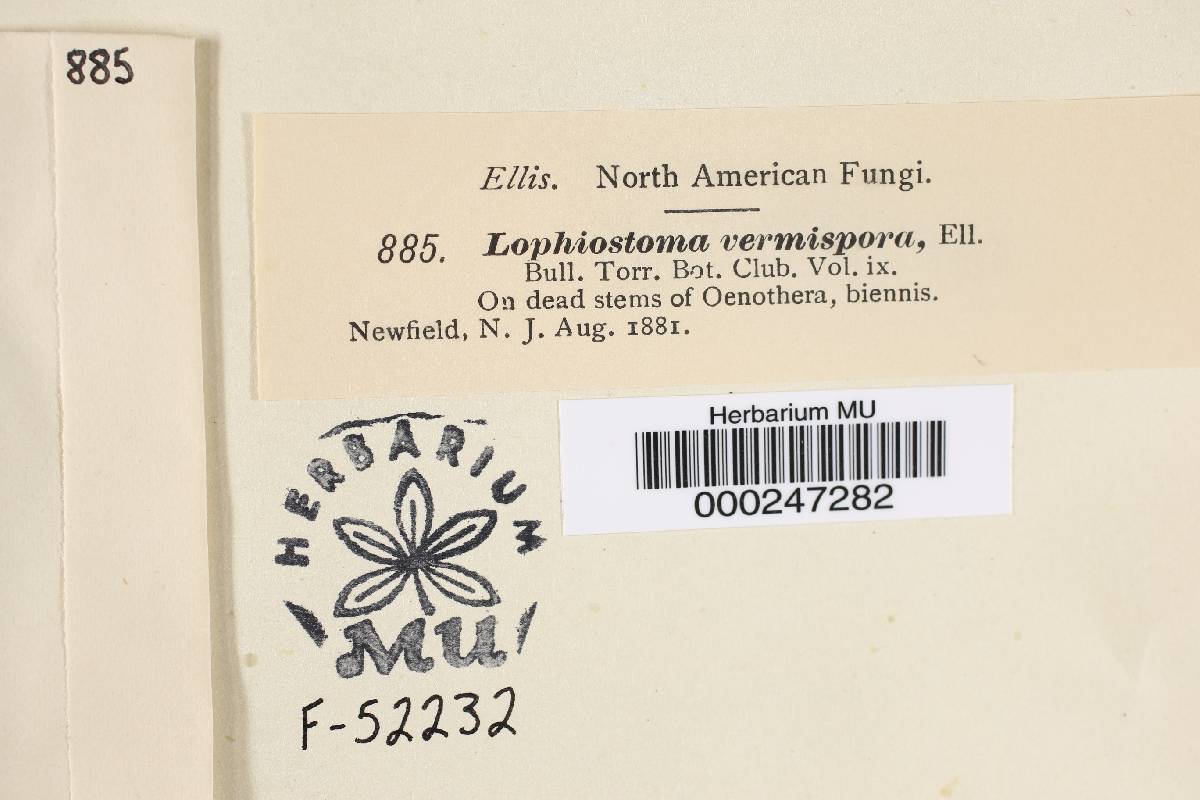 885
Ellis. North American Fungi.
885. Lophiostoma vermispora, Ell.
Bull. Torr. Bot. Club. Vol. ix.
On dead stems of Oenothera, biennis.
Newfield, N. J. Aug. 1881.
Herbarium MU
000247282
HERBARIUM
MU
F-52232